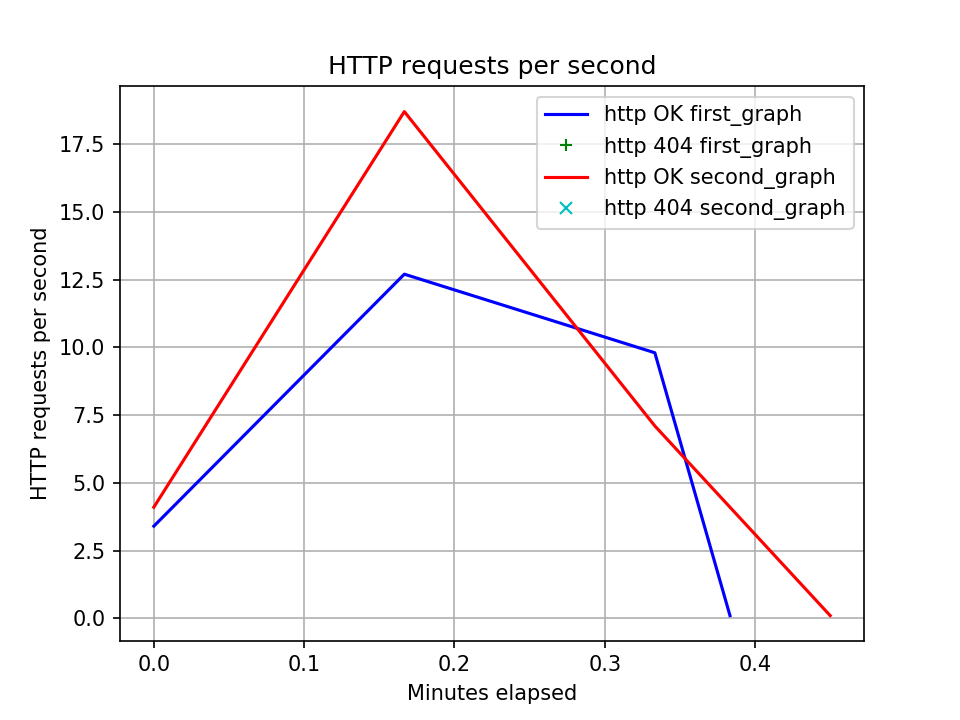 HTTP requests per second
http OK first_graph
http 404 first_graph
http OK second_graph
http 404 second_graph
HTTP requests per second
17.5
15.0
12.5
10.0
7.5
5.0
2.5
0.0
0.0 0.1 0.2 0.3 0.4
Minutes elapsed